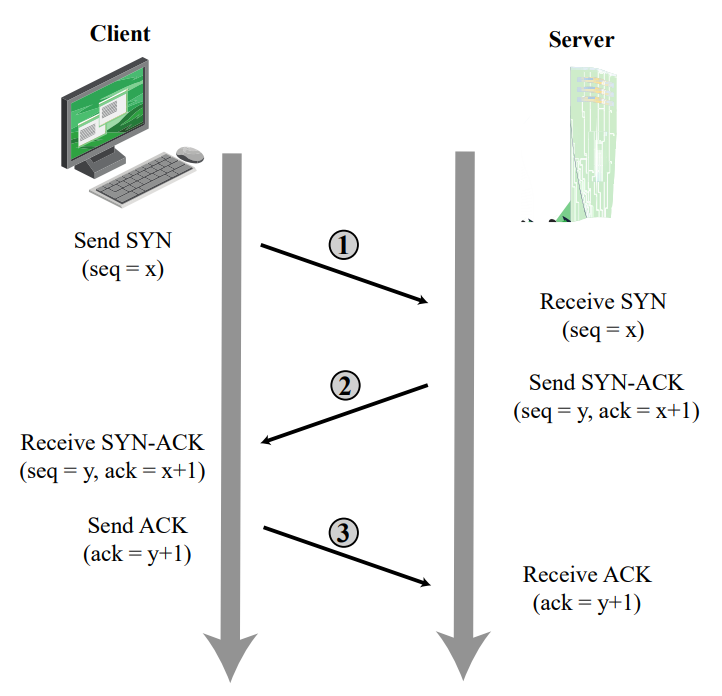 Client
Server
Send SYN
(seq = x)
1
Receive SYN
(seq = x)
2
Send SYN-ACK
(seq = y, ack = x+1)
Receive SYN-ACK
(seq = y, ack = x+1)
Send ACK
(ack = y+1)
3
Receive ACK
(ack = y+1)